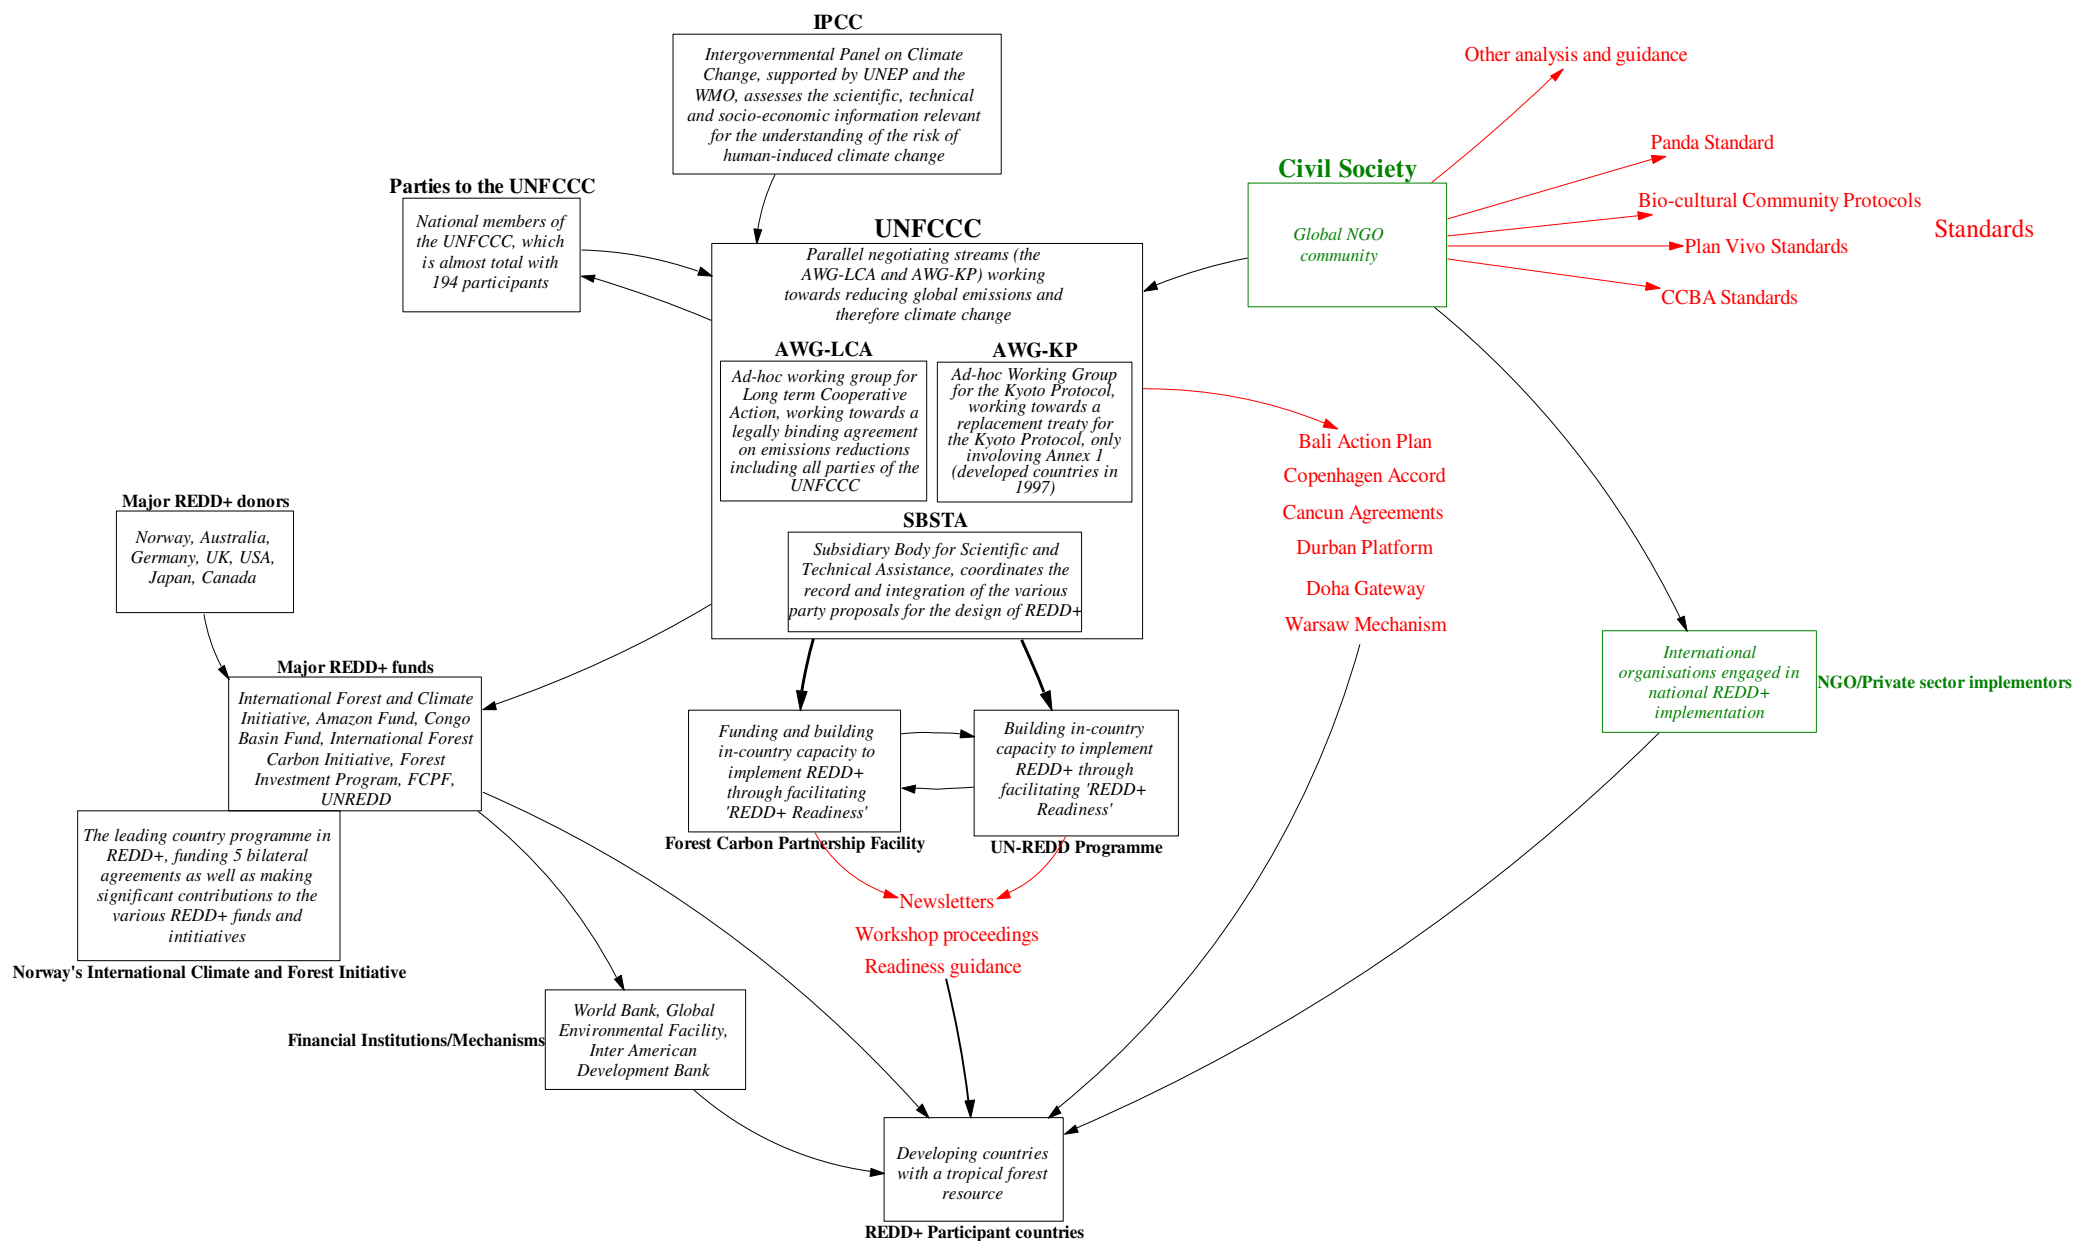 IPCC
Intergovernmental Panel on Climate
Change, supported by UNEP and the
WMO, assesses the scientific, technical
and socio-economic information relevant
for the understanding of the risk of
human-induced climate change
Other analysis and guidance
Panda Standard
Bio-cultural Community Protocols
Plan Vivo Standards
CCBA Standards
Standards
Civil Society
Global NGO
community
Parties to the UNFCCC
National members of
the UNFCCC, which
is almost total with
194 participants
UNFCCC
Parallel negotiating streams (the
AWG-LCA and AWG-KP) working
towards reducing global emissions and
therefore climate change
AWG-LCA
Ad-hoc working group for
Long term Cooperative
Action, working towards a
legally binding agreement
on emissions reductions
including all parties of the
UNFCCC
AWG-KP
Ad-hoc Working Group
for the Kyoto Protocol,
working towards a
replacement treaty for
the Kyoto Protocol, only
involoving Annex 1
(developed countries in
1997)
SBSTA
Subsidiary Body for Scientific and
Technical Assistance, coordinates the
record and integration of the various
party proposals for the design of REDD+
Bali Action Plan
Copenhagen Accord
Cancun Agreements
Durban Platform
Doha Gateway
Warsaw Mechanism
Major REDD+ donors
Norway, Australia,
Germany, UK, USA,
Japan, Canada
Major REDD+ funds
International Forest and Climate
Initiative, Amazon Fund, Congo
Basin Fund, International Forest
Carbon Initiative, Forest
Investment Program, FCPF,
UNREDD
The leading country programme in
REDD+, funding 5 bilateral
agreements as well as making
significant contributions to the
various REDD+ funds and
intitiatives
Norway's International Climate and Forest Initiative
Funding and building
in-country capacity to
implement REDD+
through facilitating
'REDD+ Readiness'
Forest Carbon Partnership Facility
Building in-country
capacity to implement
REDD+ through
facilitating 'REDD+
Readiness'
UN-REDD Programme
International
organisations engaged in
national REDD+
implementation
NGO/Private sector implementors
Newsletters
Workshop proceedings
Readiness guidance
Financial Institutions/Mechanisms
World Bank, Global
Environmental Facility,
Inter American
Development Bank
Developing countries
with a tropical forest
resource
REDD+ Participant countries